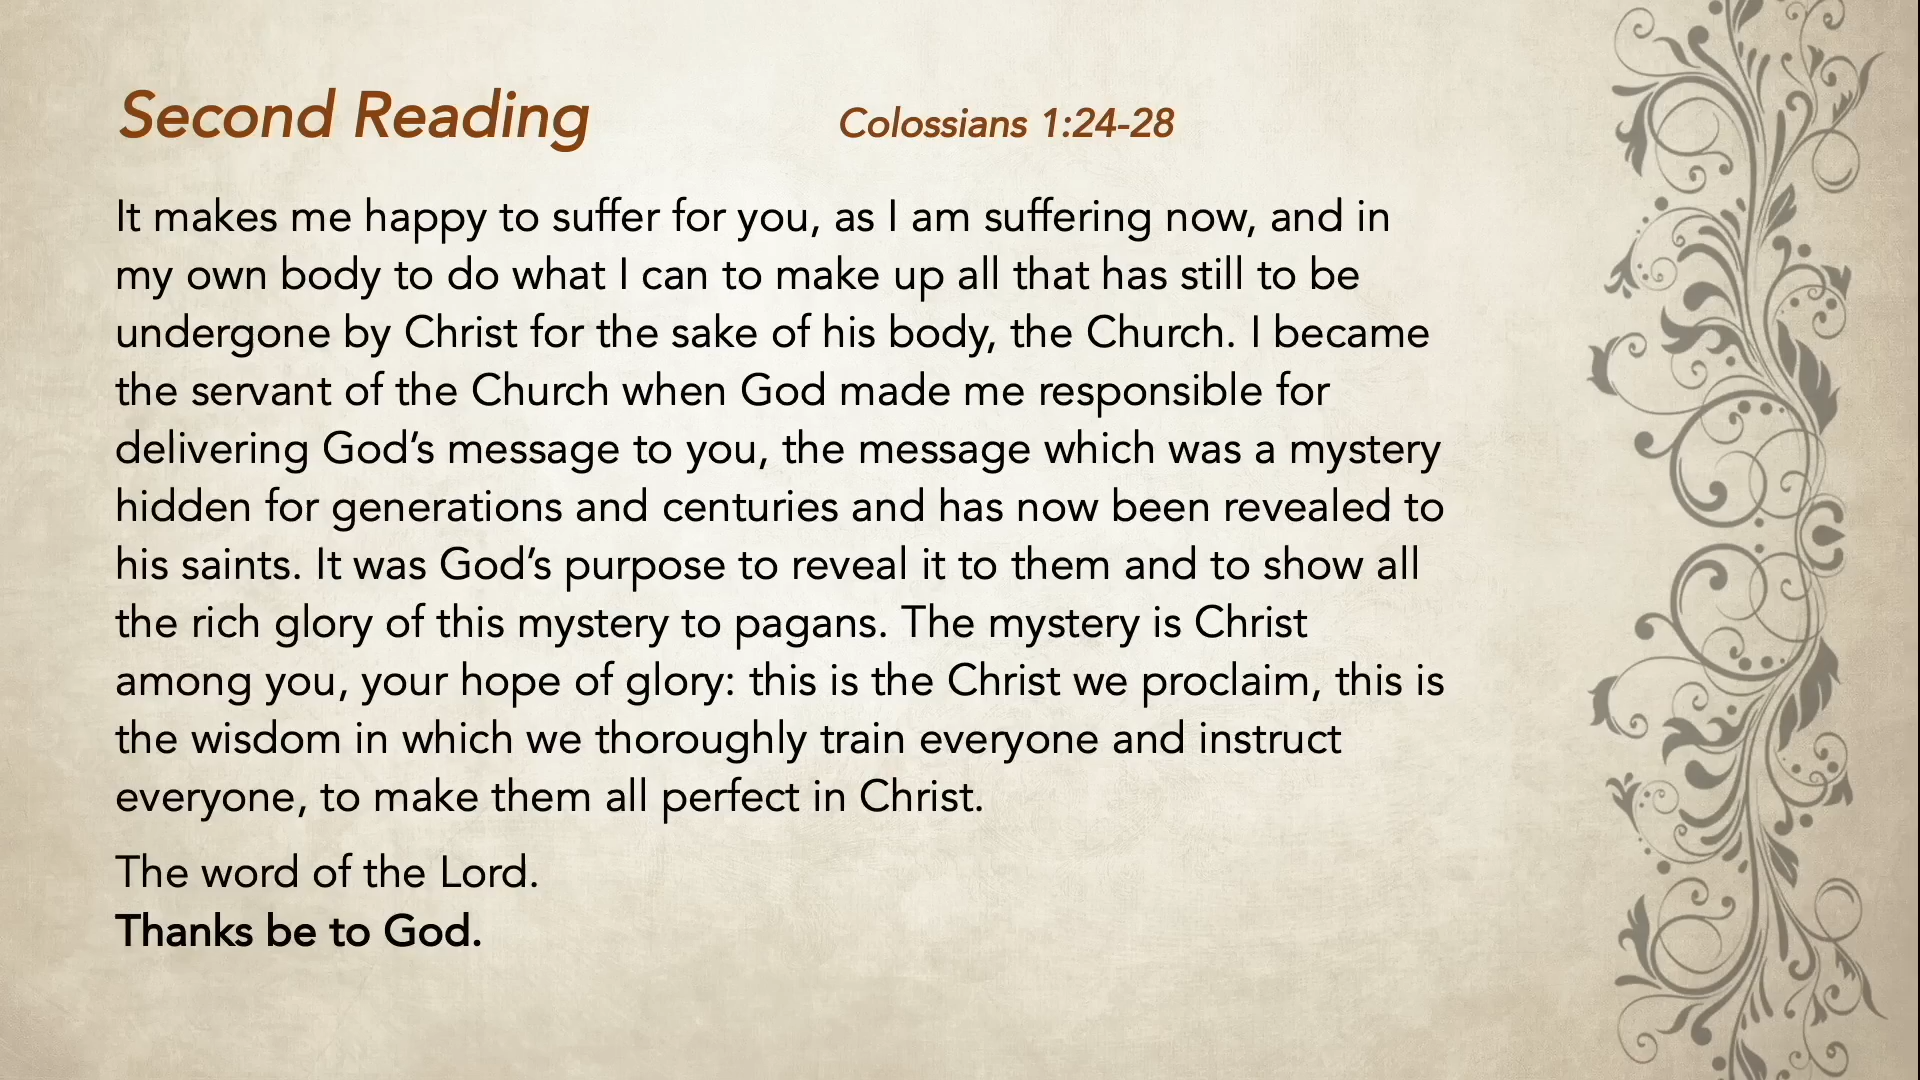 Second Reading Colossians 1:24-28
It makes me happy to suffer for you, as I am suffering now, and in
my own body to do what I can to make up all that has still to be
undergone by Christ for the sake of his body, the Church. I became
the servant of the Church when God made me responsible for
delivering God’s message to you, the message which was a mystery
hidden for generations and centuries and has now been revealed to
his saints. It was God’s purpose to reveal it to them and to show all
the rich glory of this mystery to pagans. The mystery is Christ
among you, your hope of glory: this is the Christ we proclaim, this is
the wisdom in which we thoroughly train everyone and instruct
everyone, to make them all perfect in Christ.
The word of the Lord.
Thanks be to God.